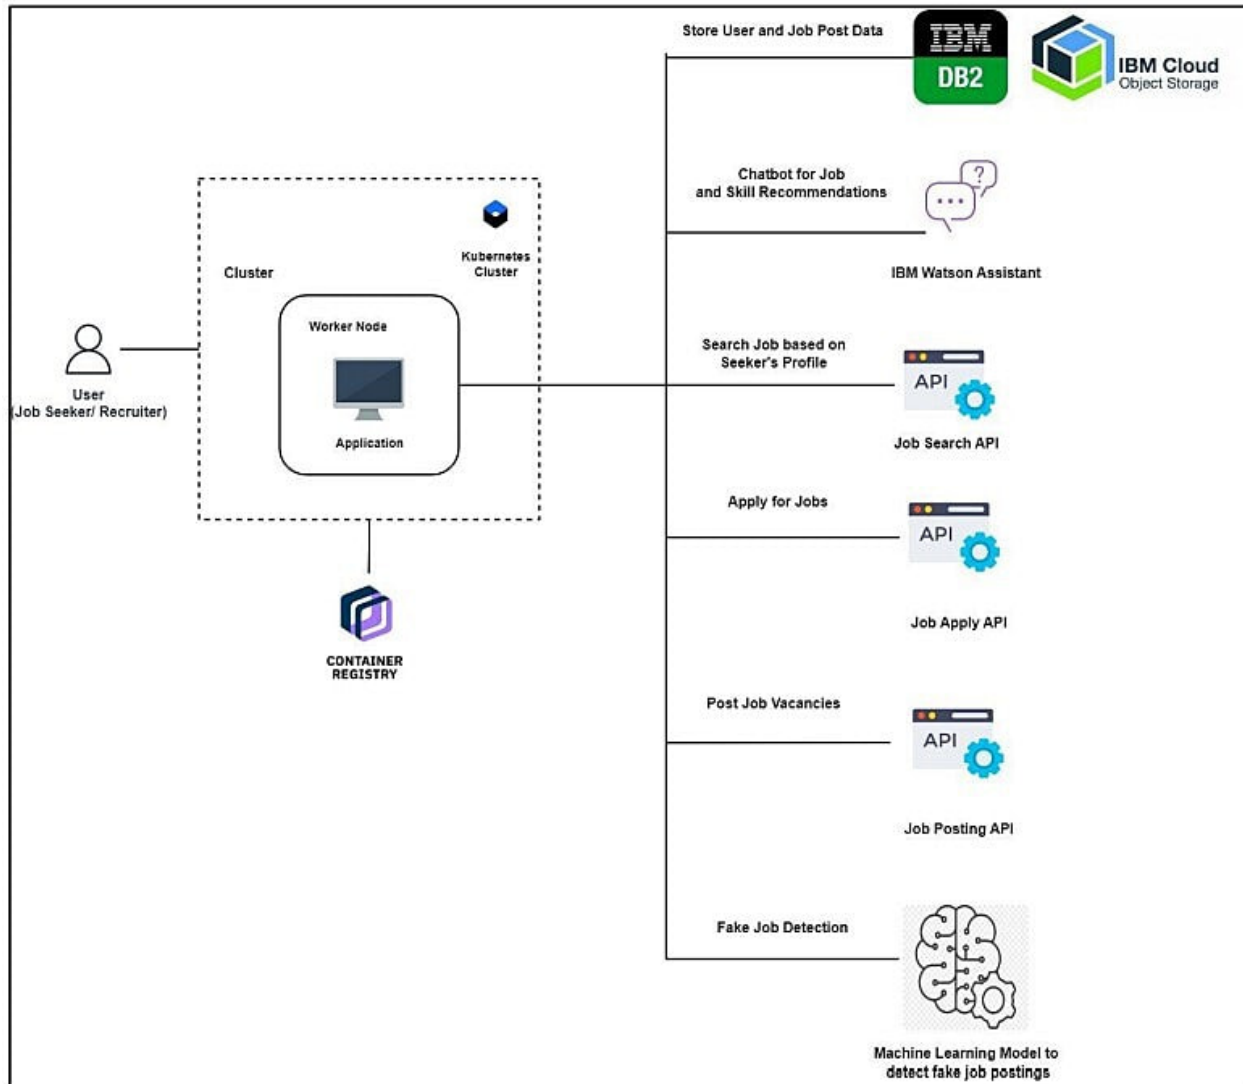 Store User and Job Post Data
IBM
DB2
IBM Cloud
Object Storage
Chatbot for Job
and Skill Recommendations
?
IBM Watson Assistant
Kubernetes
Cluster
Cluster
Worker Node
Application
User
(Job Seeker/ Recruiter)
CONTAINER
REGISTRY
Search Job based on
Seeker's Profile
API
Job Search API
Apply for Jobs
API
Job Apply API
Post Job Vacancies
API
Job Posting API
Fake Job Detection
Machine Learning Model to
detect fake job postings